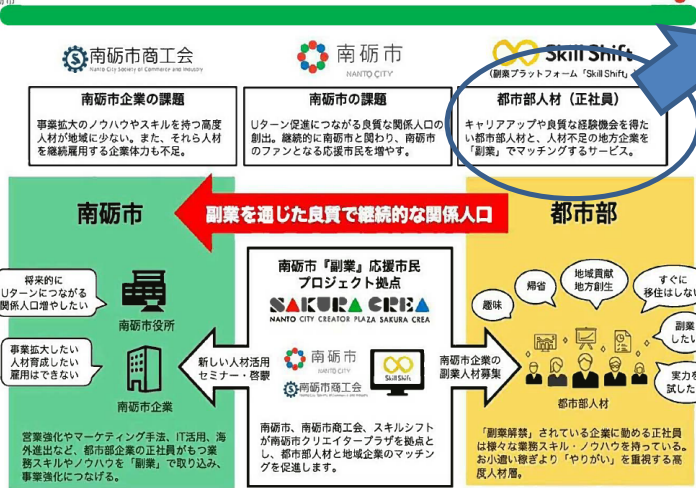 南砺市商工会
Nanto City Society of Commerce and Industry
南砺市
NANTO CITY
Skill Shift
(副業プラットフォーム「Skill Shift」
南砺市企業の課題
事業拡大のノウハウやスキルを持つ高度
人材が地域に少ない。また、それら人材
を継続雇用する企業体力も不足。
南砺市の課題
Uターン促進につながる良質な関係人口の
創出。継続的に南砺市と関わり、南砺市
のファンとなる応援市民を増やす。
都市部人材（正社員）
キャリアアップや良質な経験機会を得た
い都市部人材と、人材不足の地方企業を
「副業」でマッチングするサービス。
南砺市
副業を通じた良質で継続的な関係人口
都市部
将来的に
Uターンにつながる
関係人口増やしたい
南砺市役所
事業拡大したい
人材育成したい
雇用はできない
南砺市企業
営業強化やマーケティング手法、IT活用、海
外進出など、都市部企業の正社員がもつ業
務スキルやノウハウを「副業」で取り込み、
事業強化につなげる。
南砺市『副業』応援市民
プロジェクト拠点
SAKURA CREA
NANTO CITY CREATOR PLAZA SAKURA CREA
新しい人材活用
セミナー・啓蒙
南砺市
NANTO CITY
南砺市商工会
Skill Shift
南砺市企業の
副業人材募集
南砺市、南砺市商工会、スキルシフト
が南砺市クリエイタープラザを拠点と
し、都市部人材と地域企業のマッチン
グを促進します。
趣味
帰省
地域貢献
地方創生
すぐに
移住はしない
副業
したい
実力を
試したい
都市部人材
「副業解禁」されている企業に勤める正社員
は様々な業務スキル・ノウハウを持っている。
お小遣い稼ぎより「やりがい」を重視する高
度人材層。